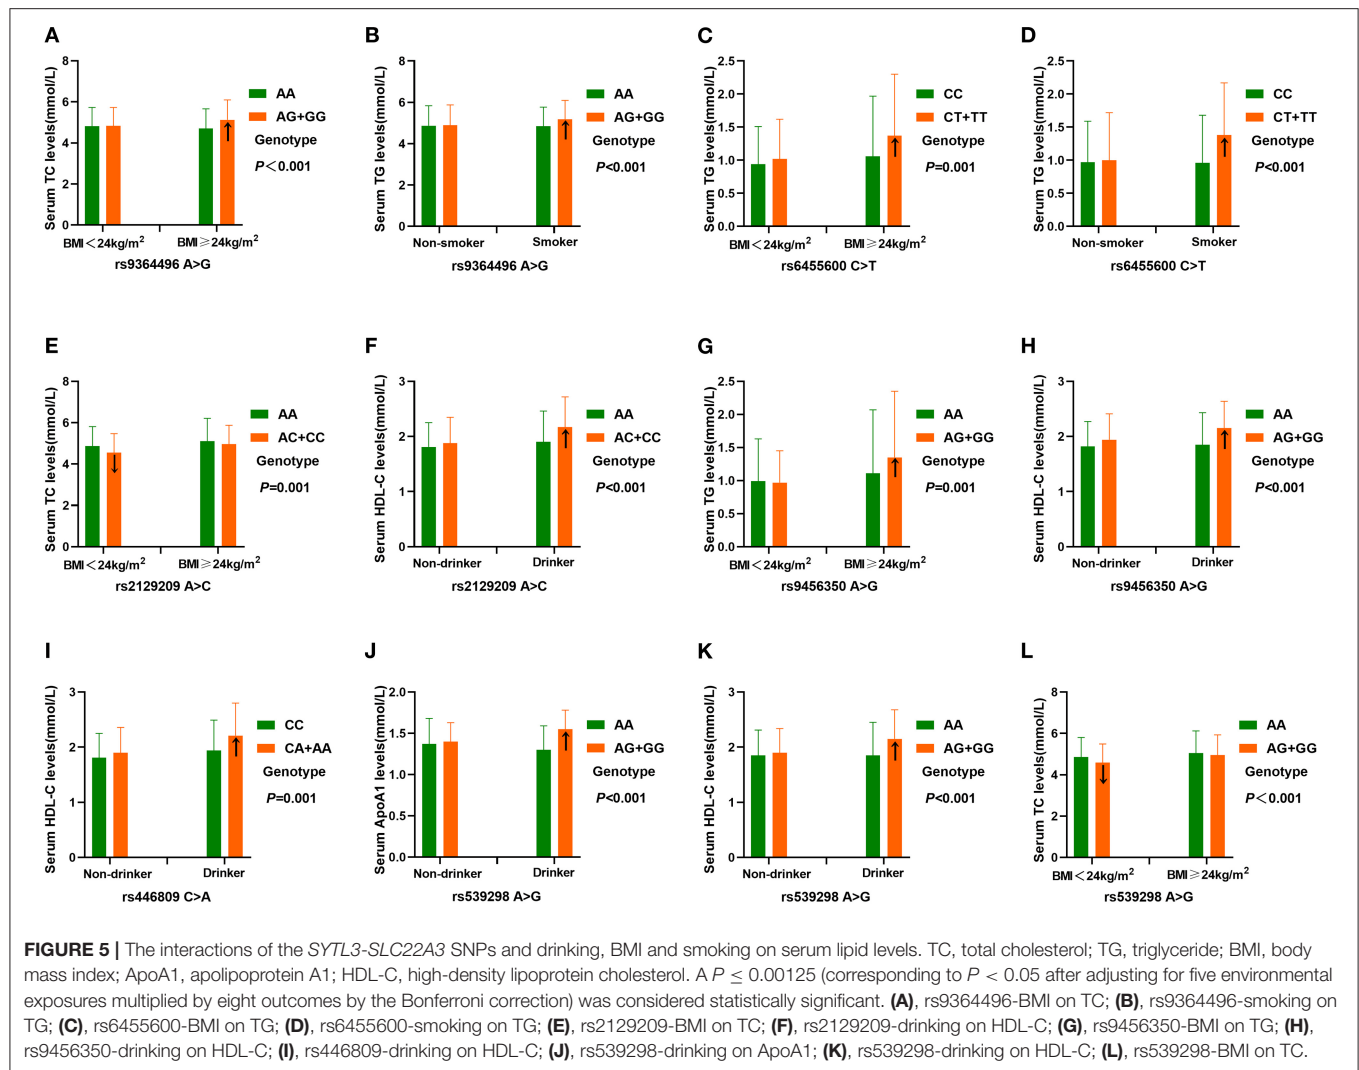 A
Serum TC levels(mmol/L)
8
6
4
2
0
BMI＜24kg/m²
BMI≥24kg/m²
rs9364496 A>G
AA
AG+GG
Genotype
P＜0.001
B
Serum TG levels(mmol/L)
8
6
4
2
0
Non-smoker
Smoker
rs9364496 A>G
AA
AG+GG
Genotype
P<0.001
C
Serum TG levels(mmol/L)
2.5
2.0
1.5
1.0
0.5
0.0
BMI＜24kg/m²
BMI≥24kg/m²
rs6455600 C>T
CC
CT+TT
Genotype
P=0.001
D
Serum TG levels(mmol/L)
2.5
2.0
1.5
1.0
0.5
0.0
Non-smoker
Smoker
rs6455600 C>T
CC
CT+TT
Genotype
P<0.001
E
Serum TC levels(mmol/L)
8
6
4
2
0
BMI＜24kg/m²
BMI≥24kg/m²
rs2129209 A>C
AA
AC+CC
Genotype
P=0.001
F
Serum HDL-C levels(mmol/L)
3
2
1
0
Non-drinker
Drinker
rs2129209 A>C
AA
AC+CC
Genotype
P<0.001
G
Serum TG levels(mmol/L)
2.5
2.0
1.5
1.0
0.5
0.0
BMI＜24kg/m²
BMI≥24kg/m²
rs9456350 A>G
AA
AG+GG
Genotype
P=0.001
H
Serum HDL-C levels(mmol/L)
3
2
1
0
Non-drinker
Drinker
rs9456350 A>G
AA
AG+GG
Genotype
P<0.001
I
Serum HDL-C levels(mmol/L)
3
2
1
0
Non-drinker
Drinker
rs446809 C>A
CC
CA+AA
Genotype
P=0.001
J
Serum ApoA1 levels(mmol/L)
2.0
1.5
1.0
0.5
0.0
Non-drinker
Drinker
rs539298 A>G
AA
AG+GG
Genotype
P<0.001
K
Serum HDL-C levels(mmol/L)
3
2
1
0
Non-drinker
Drinker
rs539298 A>G
AA
AG+GG
Genotype
P<0.001
L
Serum TC levels(mmol/L)
8
6
4
2
0
BMI＜24kg/m²
BMI≥24kg/m²
rs539298 A>G
AA
AG+GG
Genotype
P＜0.001
FIGURE 5 | The interactions of the SYTL3-SLC22A3 SNPs and drinking, BMI and smoking on serum lipid levels. TC, total cholesterol; TG, triglyceride; BMI, body
mass index; ApoA1, apolipoprotein A1; HDL-C, high-density lipoprotein cholesterol. A P ≤ 0.00125 (corresponding to P < 0.05 after adjusting for five environmental
exposures multiplied by eight outcomes by the Bonferroni correction) was considered statistically significant. (A), rs9364496-BMI on TC; (B), rs9364496-smoking on
TG; (C), rs6455600-BMI on TG; (D), rs6455600-smoking on TG; (E), rs2129209-BMI on TC; (F), rs2129209-drinking on HDL-C; (G), rs9456350-BMI on TG; (H),
rs9456350-drinking on HDL-C; (I), rs446809-drinking on HDL-C; (J), rs539298-drinking on ApoA1; (K), rs539298-drinking on HDL-C; (L), rs539298-BMI on TC.